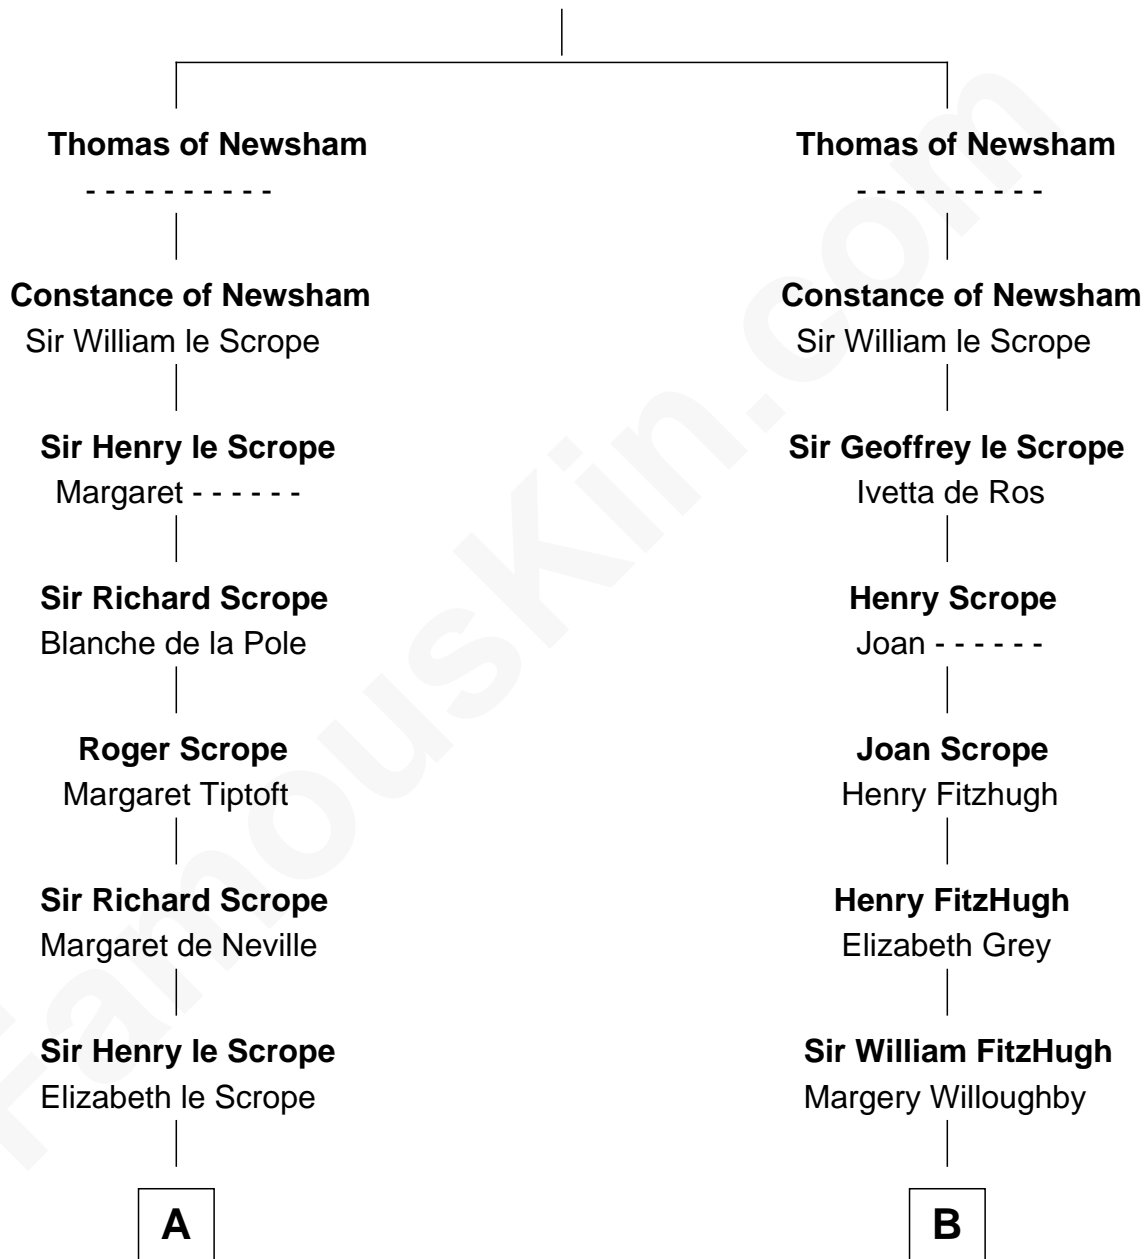 Thomas of Newsham
- - - - - - - - - -
Constance of Newsham
Sir William le Scrope
Sir Henry le Scrope
Margaret - - - - - -
Sir Richard Scrope
Blanche de la Pole
Roger Scrope
Margaret Tiptoft
Sir Richard Scrope
Margaret de Neville
Sir Henry le Scrope
Elizabeth le Scrope
A
Thomas of Newsham
- - - - - - - - - -
Constance of Newsham
Sir William le Scrope
Sir Geoffrey le Scrope
Ivetta de Ros
Henry Scrope
Joan - - - - - -
Joan Scrope
Henry Fitzhugh
Henry FitzHugh
Elizabeth Grey
Sir William FitzHugh
Margery Willoughby
B
FamousKin.com